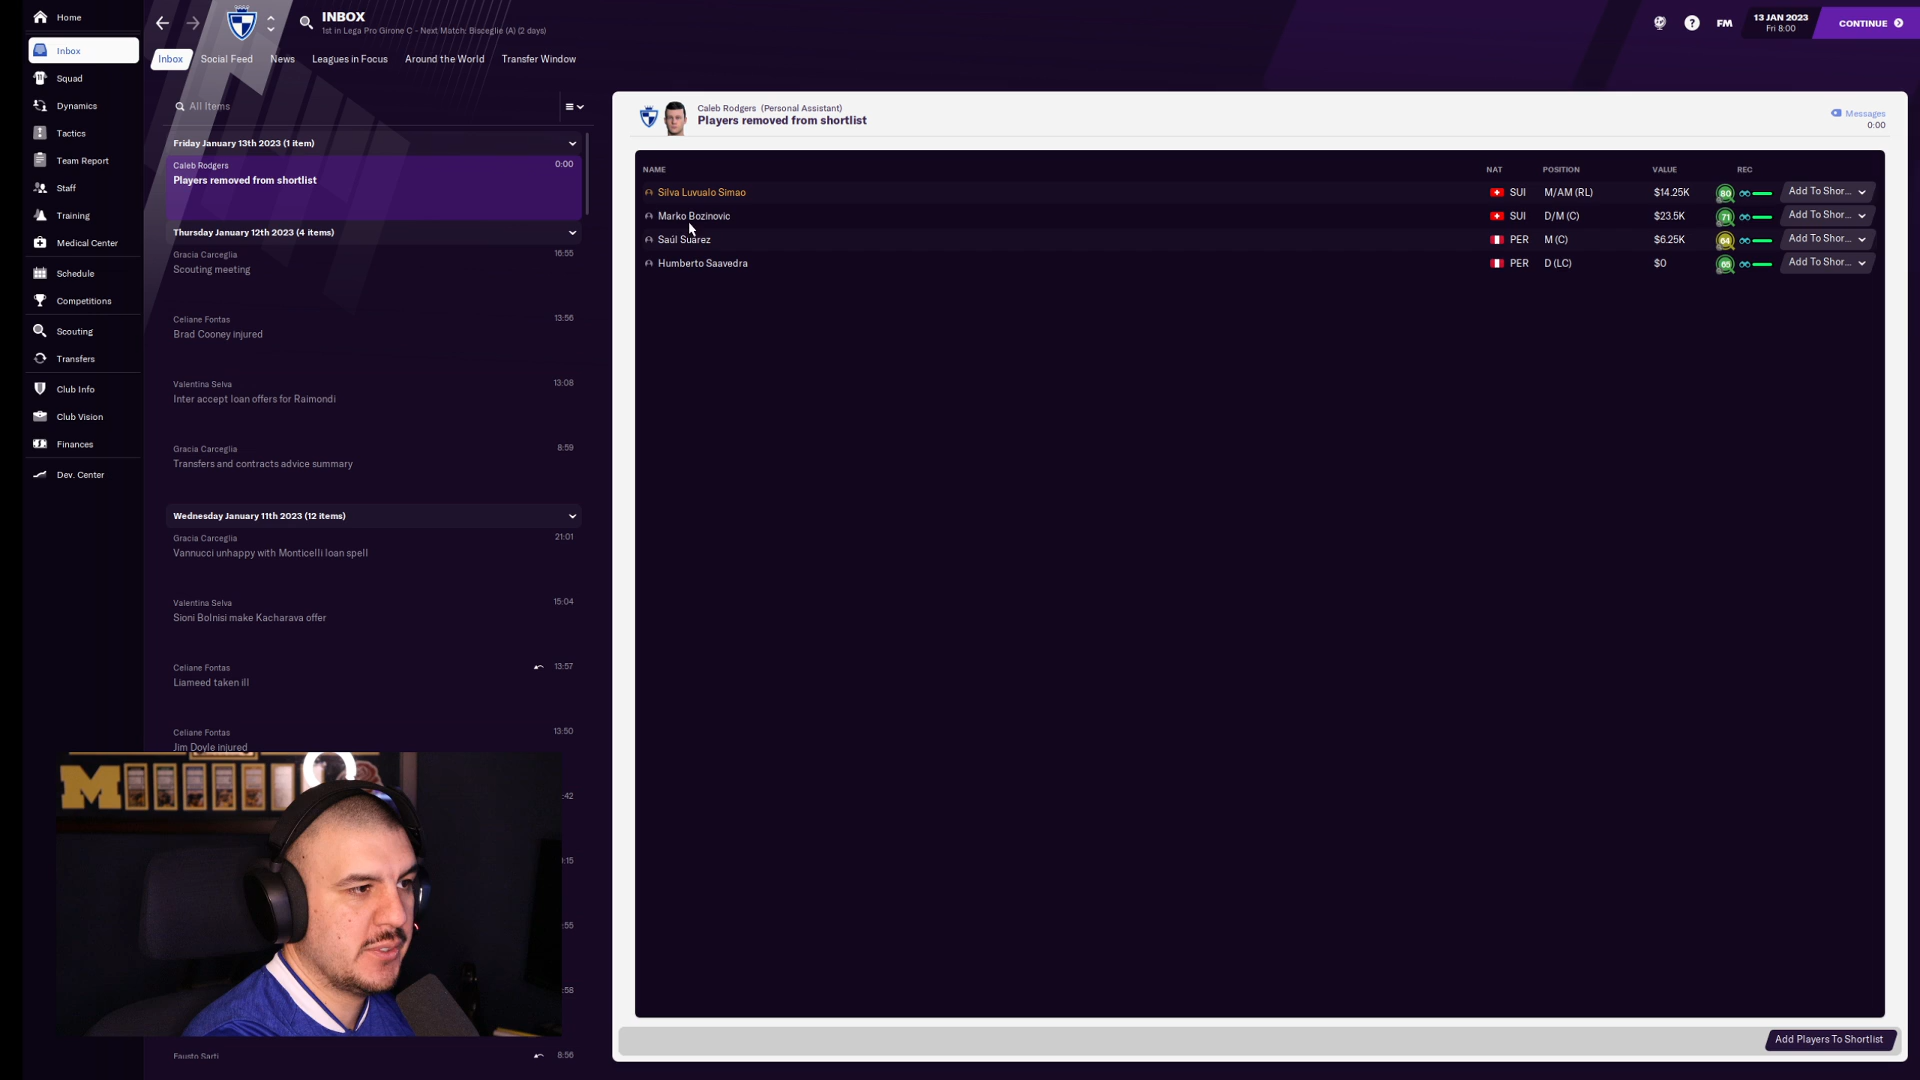 Home
Inbox
Squad
Dynamics
Tactics
Team Report
Staff
Training
Medical Center
Schedule
Competitions
Scouting
Transfers
Club Info
Club Vision
Finances
Dev. Center
INBOX
1st in Lega Pro Girone C - Next Match: Bisceglie (A) (2 days)
FM
13 JAN 2023
Fri 8:00
CONTINUE
Inbox Social Feed News Leagues in Focus Around the World Transfer Window
All Items
Friday January 13th 2023 (1 item)
Caleb Rodgers 0:00
Players removed from shortlist
Thursday January 12th 2023 (4 items)
Gracia Carceglia 16:55
Scouting meeting
Celiane Fontas 13:56
Brad Cooney injured
Valentina Selva 13:08
Inter accept loan offers for Raimondi
Gracia Carceglia 8:59
Transfers and contracts advice summary
Wednesday January 11th 2023 (12 items)
Gracia Carceglia 21:01
Vannucci unhappy with Monticelli loan spell
Valentina Selva 15:04
Sioni Bolnisi make Kacharava offer
Celiane Fontas 13:57
Liameed taken ill
Celiane Fontas 13:50
Jim Doyle injured
:42
:15
:55
:58
Fausto Sarti 8:56
M
Caleb Rodgers (Personal Assistant)
Players removed from shortlist
Messages
0:00
NAME NAT POSITION VALUE REC
Silva Luvualo Simao SUI M/AM (RL) $14.25K 80 Add To Shor...
Marko Bozinovic SUI D/M (C) $23.5K 71 Add To Shor...
Saúl Suárez PER M (C) $6.25K 64 Add To Shor...
Humberto Saavedra PER D (LC) $0 65 Add To Shor...
Add Players To Shortlist